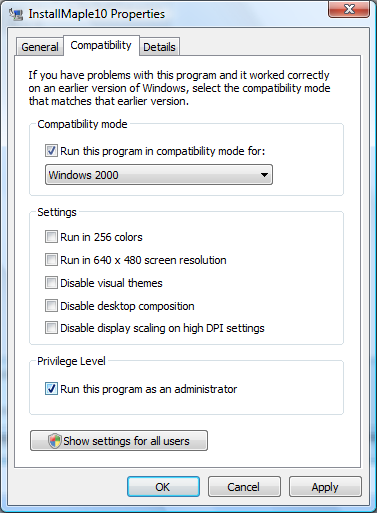 InstallMaple10 Properties
General Compatibility Details
If you have problems with this program and it worked correctly
on an earlier version of Windows, select the compatibility mode
that matches that earlier version.
Compatibility mode
Run this program in compatibility mode for:
Windows 2000
Settings
Run in 256 colors
Run in 640 x 480 screen resolution
Disable visual themes
Disable desktop composition
Disable display scaling on high DPI settings
Privilege Level
Run this program as an administrator
Show settings for all users
OK Cancel Apply